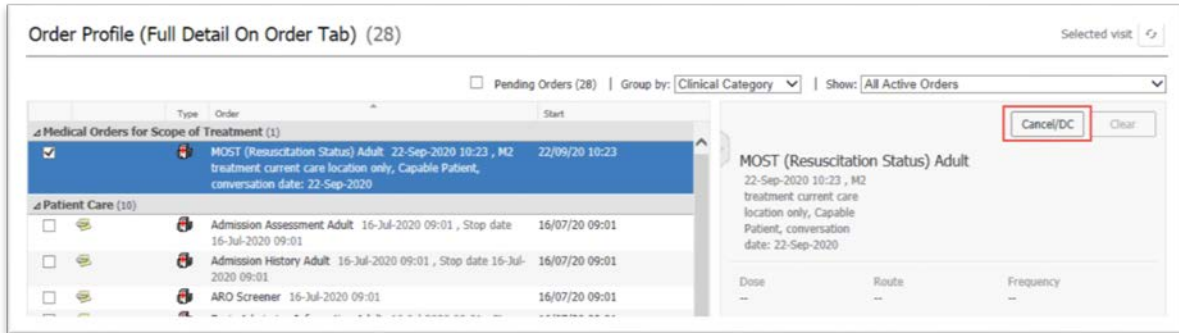 Order Profile (Full Detail On Order Tab) (28)
Selected visit
Pending Orders (28) | Group by: Clinical Category | Show: All Active Orders
Type Order Start
Medical Orders for Scope of Treatment (1)
MOST (Resuscitation Status) Adult 22-Sep-2020 10:23 , M2 22/09/20 10:23
treatment current care location only, Capable Patient,
conversation date: 22-Sep-2020
Patient Care (10)
Admission Assessment Adult 16-Jul-2020 09:01 , Stop date 16/07/20 09:01
16-Jul-2020 09:01
Admission History Adult 16-Jul-2020 09:01 , Stop date 16-Jul- 16/07/20 09:01
2020 09:01
ARO Screener 16-Jul-2020 09:01 16/07/20 09:01
Cancel/DC Clear
MOST (Resuscitation Status) Adult
22-Sep-2020 10:23 , M2
treatment current care
location only, Capable
Patient, conversation
date: 22-Sep-2020
Dose Route Frequency
-- -- --